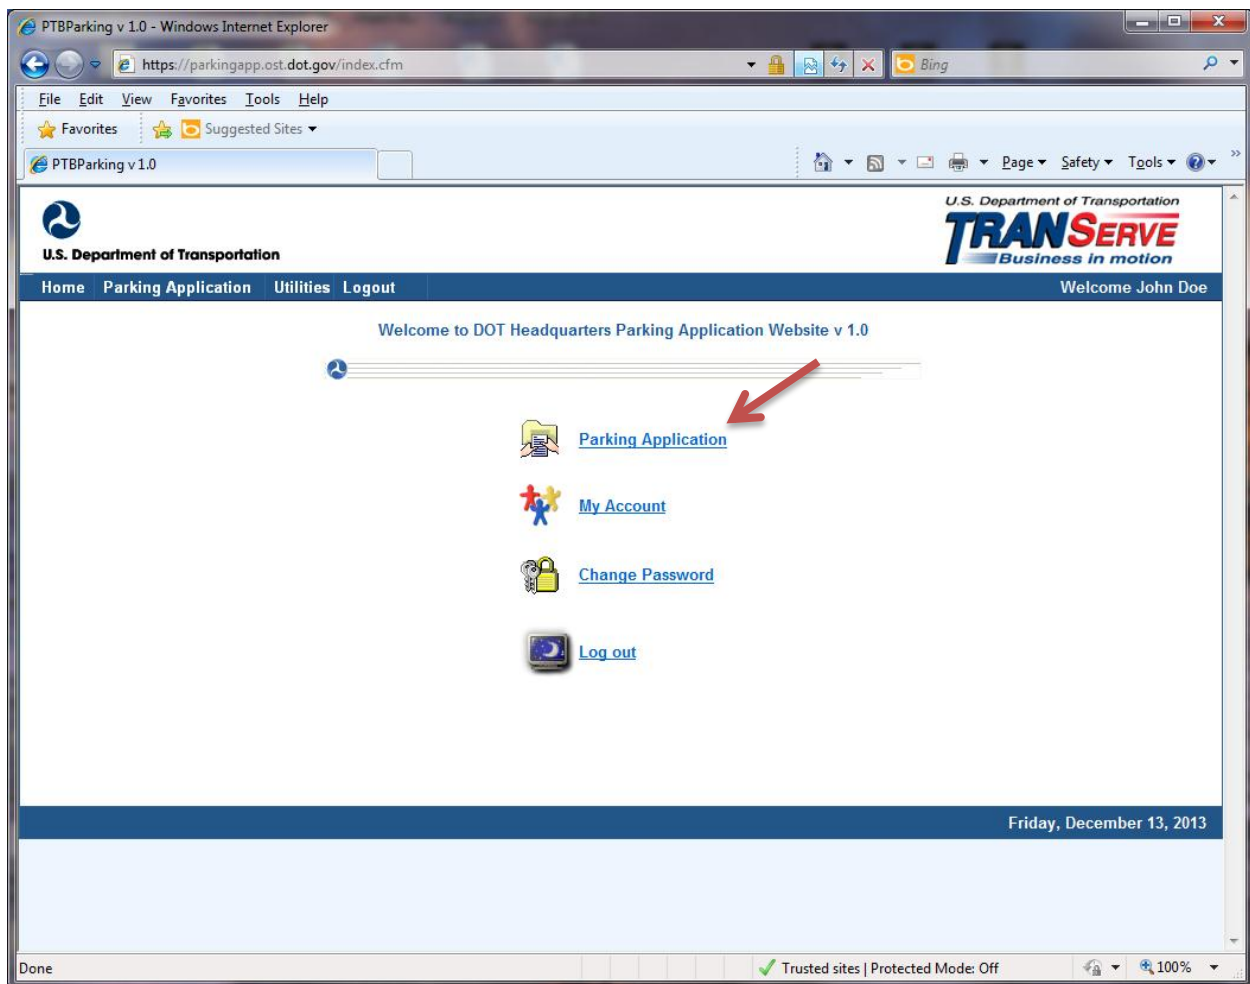 PTBParking v 1.0 - Windows Internet Explorer
https://parkingapp.ost.dot.gov/index.cfm
Bing
File Edit View Favorites Tools Help
Favorites Suggested Sites
PTBParking v 1.0
Page Safety Tools
U.S. Department of Transportation
TRANSERVE
Business in motion
U.S. Department of Transportation
Home Parking Application Utilities Logout Welcome John Doe
Welcome to DOT Headquarters Parking Application Website v 1.0
Parking Application
My Account
Change Password
Log out
Friday, December 13, 2013
Done Trusted sites | Protected Mode: Off 100%